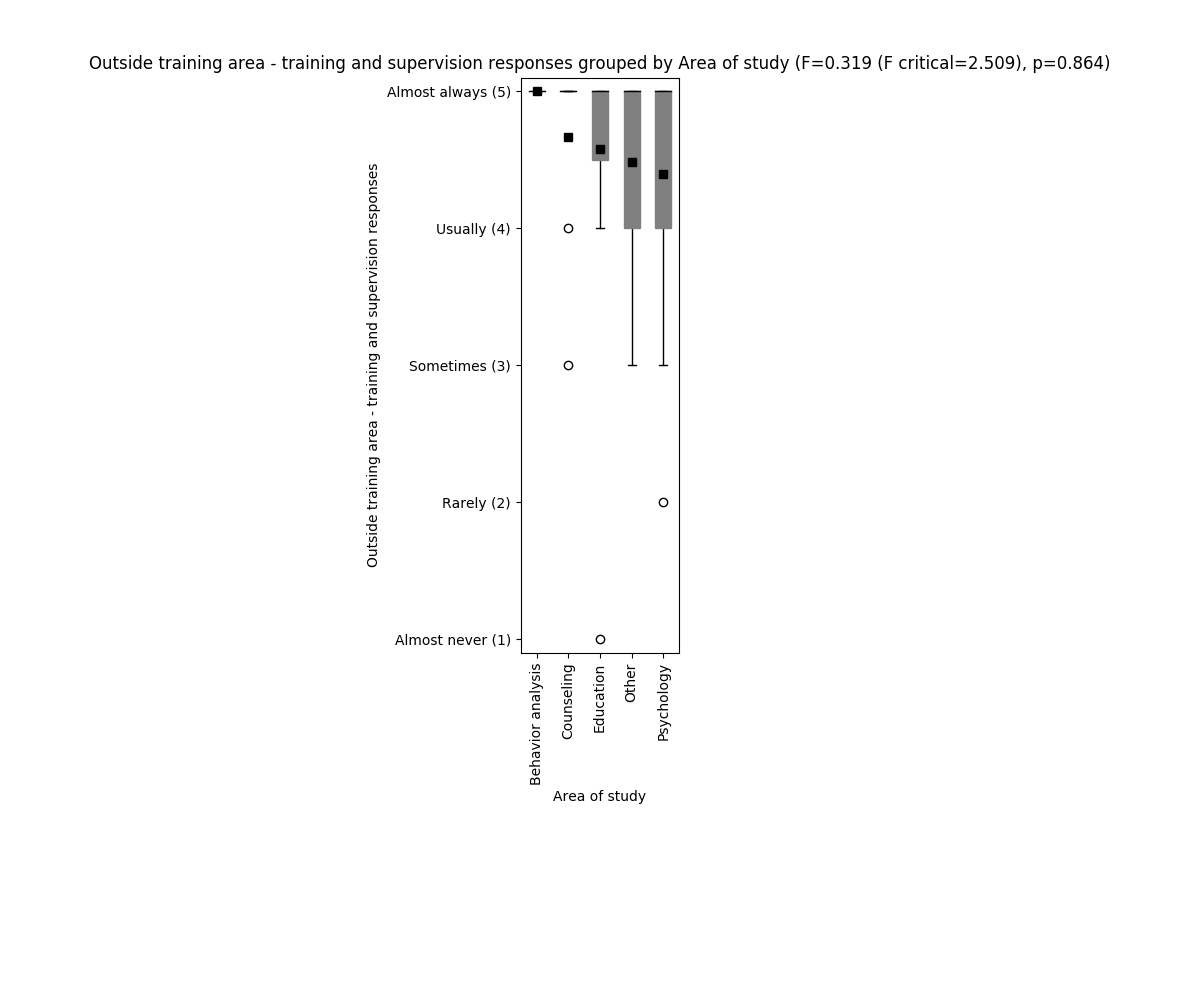 Outside training area - training and supervision responses grouped by Area of study (F=0.319 (F critical=2.509), p=0.864)
Almost always (5)
Usually (4)
Sometimes (3)
Rarely (2)
Almost never (1)
Outside training area - training and supervision responses
Behavior analysis
Counseling
Education
Other
Psychology
Area of study